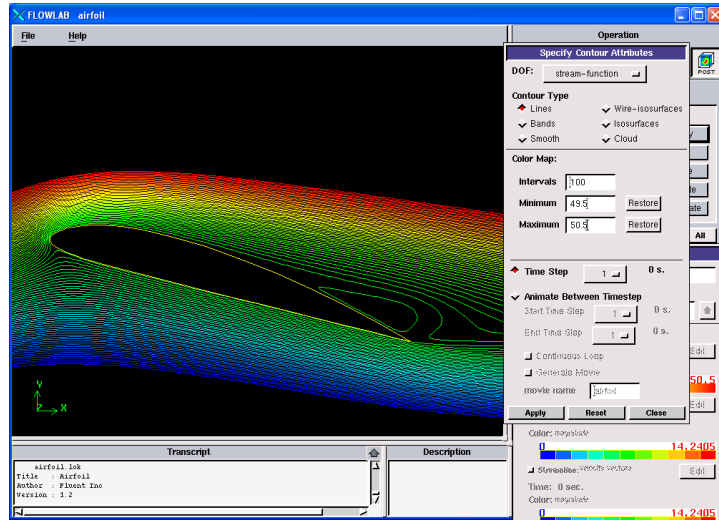 FLOWLAB airfoil
File Help
Operation
Specify Contour Attributes
DOF: stream-function
POST
Contour Type
Lines Wire-isosurfaces
Bands Isosurfaces
Smooth Cloud
Color Map:
Intervals 100
Minimum 49.5 Restore
Maximum 50.5 Restore
All
Time Step 1 0 s.
Animate Between Timestep
Start Time Step 1 0 s.
End Time Step 1 0 s.
Edit
Continuous Loop
Generate Movie
50.5
movie name airfoil
Edit
Apply Reset Close
Y
Z X
Color: magnitude
0 14.2405
Velocity vectors Edit
Time: 0 sec.
Color: magnitude
0 14.2405
Transcript Description
airfoil.lok
Title : Airfoil
Author : Fluent Inc
Version : 1.2